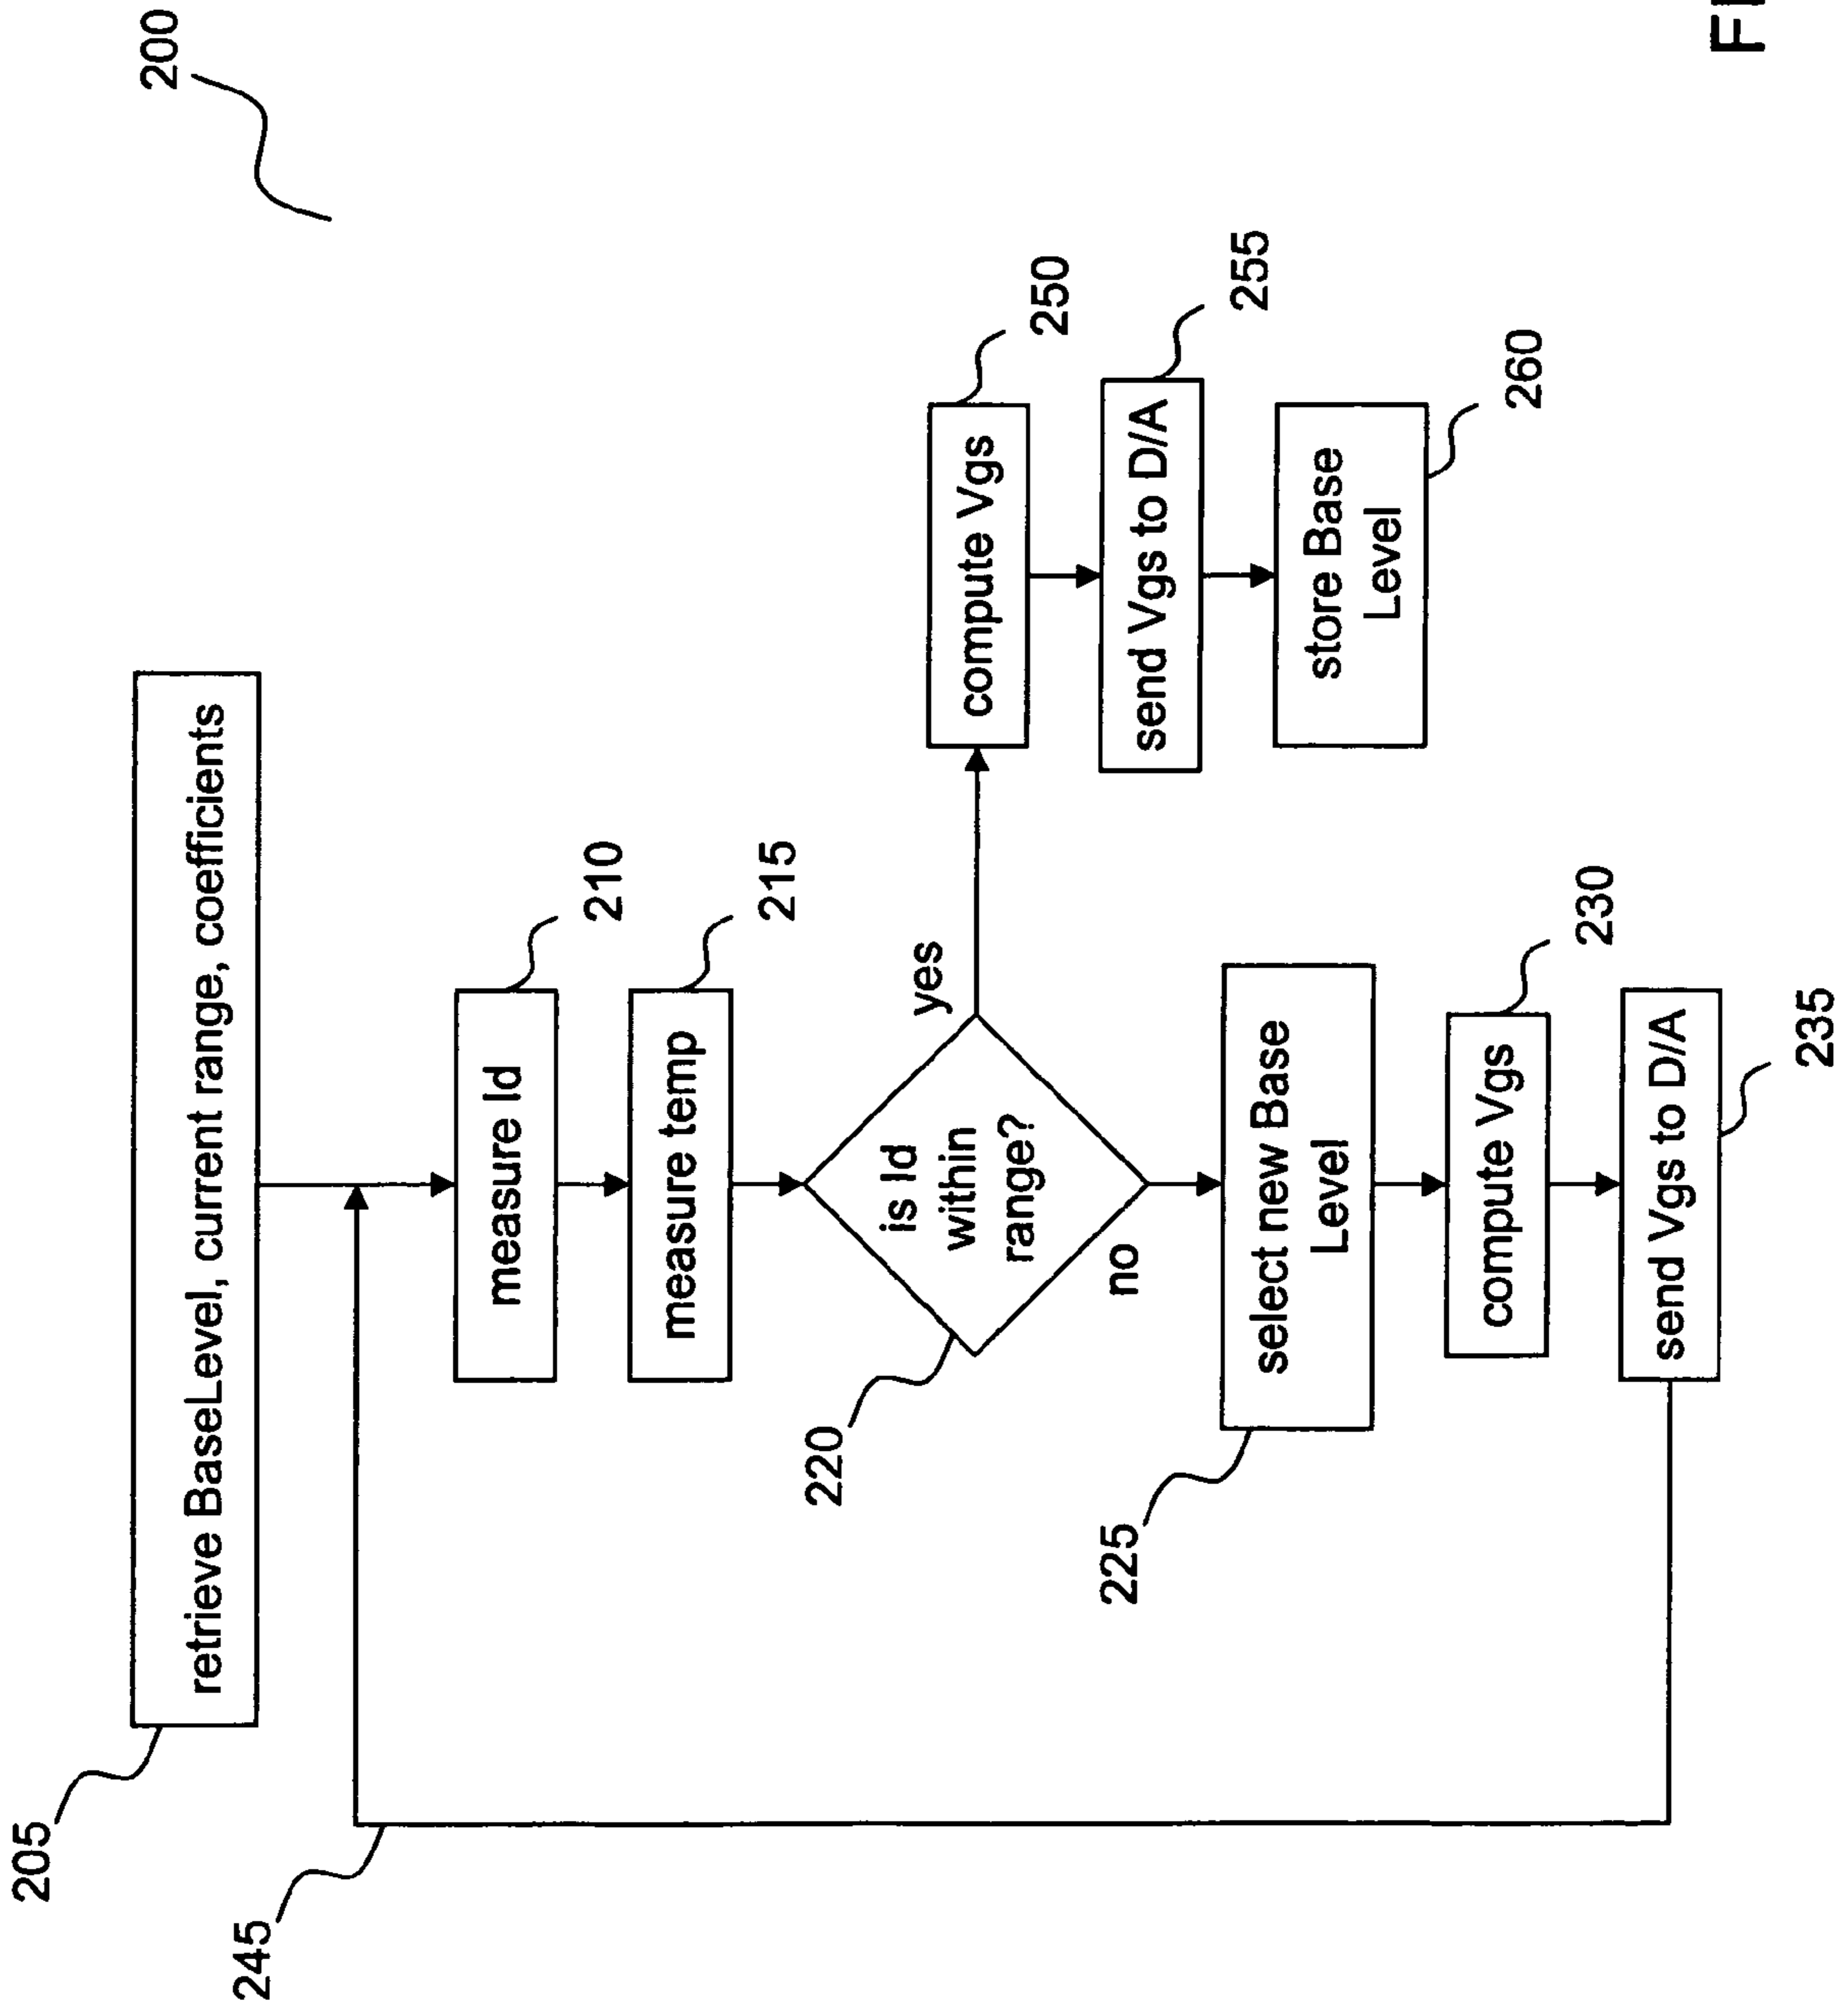 200
205
retrieve BaseLevel, current range, coefficients
245
measure Id
210
measure temp
215
220
is Id
within
range?
yes
no
compute Vgs
250
send Vgs to D/A
255
store Base
Level
260
225
select new Base
Level
compute Vgs
230
send Vgs to D/A
235